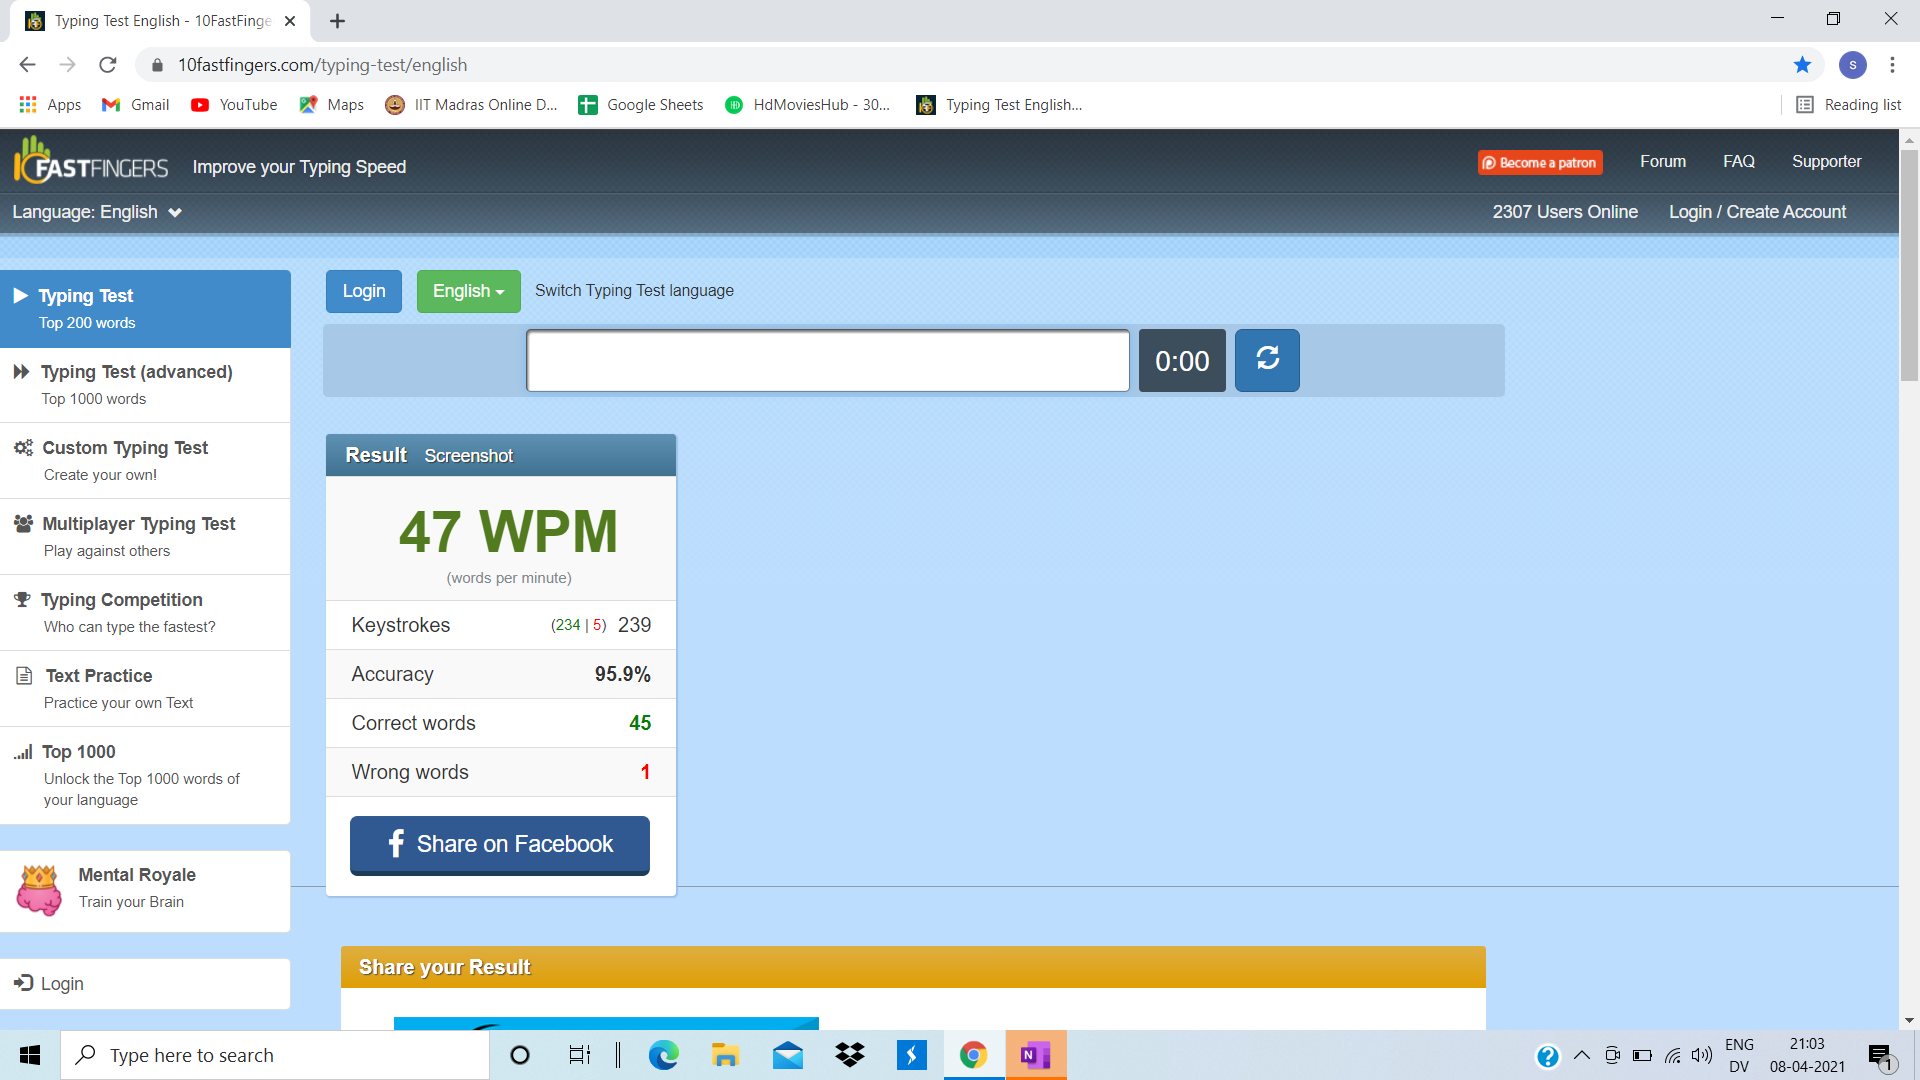 Typing Test English - 10FastFinge
10fastfingers.com/typing-test/english
S
Apps
Gmail
YouTube
Maps
IIT Madras Online D...
Google Sheets
HdMoviesHub - 30...
Typing Test English...
Reading list
FASTFINGERS
Improve your Typing Speed
Become a patron
Forum
FAQ
Supporter
Language: English
2307 Users Online
Login / Create Account
Typing Test
Top 200 words
Typing Test (advanced)
Top 1000 words
Custom Typing Test
Create your own!
Multiplayer Typing Test
Play against others
Typing Competition
Who can type the fastest?
Text Practice
Practice your own Text
Top 1000
Unlock the Top 1000 words of
your language
Mental Royale
Train your Brain
Login
Login
English
Switch Typing Test language
0:00
Result Screenshot
47 WPM
(words per minute)
Keystrokes (234 | 5) 239
Accuracy 95.9%
Correct words 45
Wrong words 1
f Share on Facebook
Share your Result
Type here to search
N
ENG
DV
21:03
08-04-2021
1